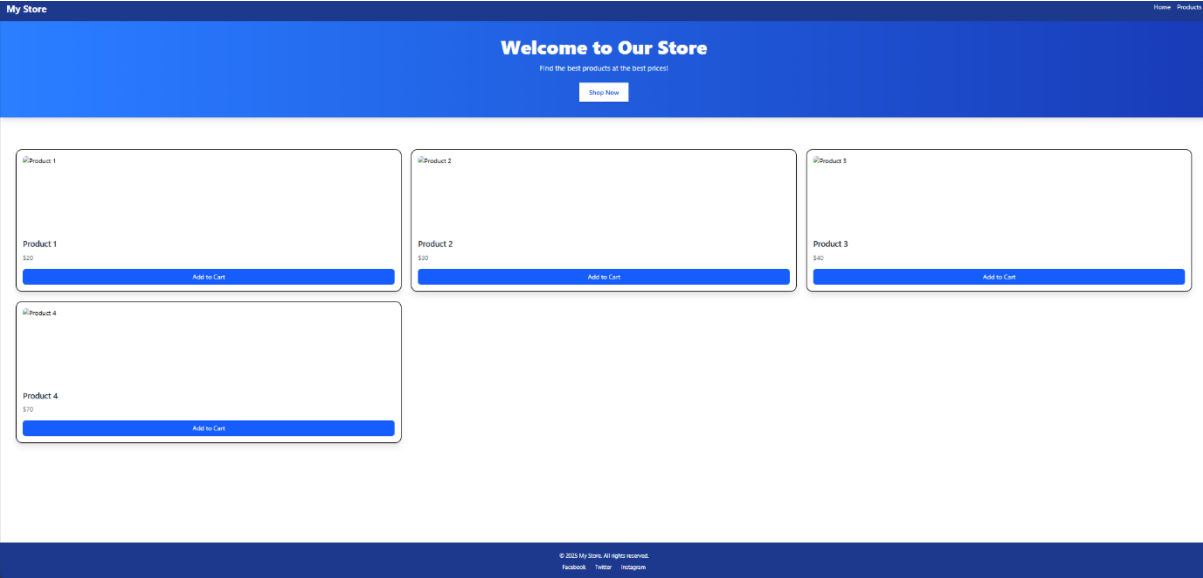 My Store
Home Products
Welcome to Our Store
Find the best products at the best prices!
Shop Now
Product 1
Product 2
Product 3
Product 1
Product 2
Product 3
$20
$30
$40
Add to Cart
Add to Cart
Add to Cart
Product 4
Product 4
$70
Add to Cart
© 2025 My Store. All rights reserved.
Facebook Twitter Instagram